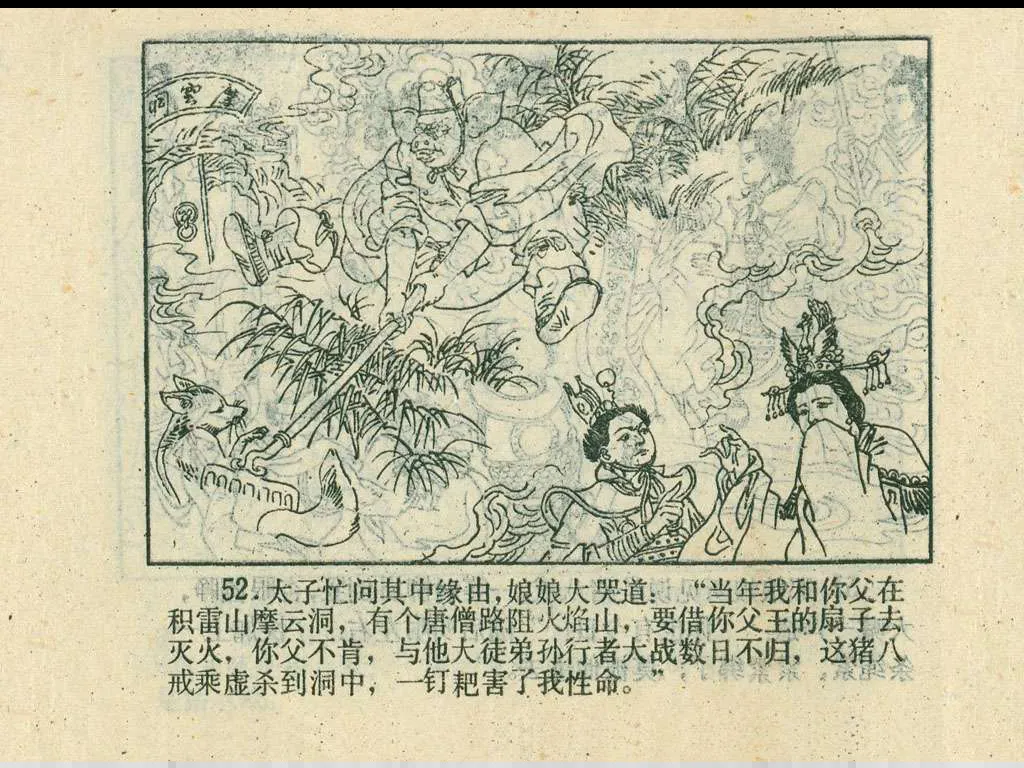 洞雲摩
52. 太子忙问其中缘由，娘娘大哭道：“当年我和你父在
积雷山摩云洞，有个唐僧路阻火焰山，要借你父王的扇子去
灭火，你父不肯，与他大徒弟孙行者大战数日不归，这猪八
戒乘虚杀到洞中，一钉耙害了我性命。”